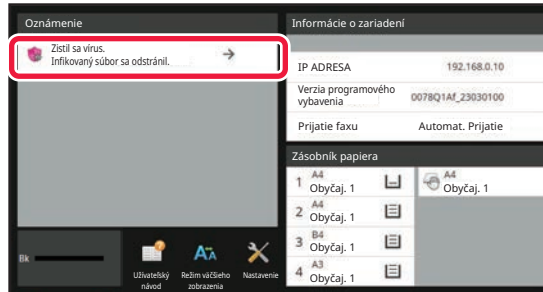 Oznámenie
Zistil sa vírus.
Infikovaný súbor sa odstránil.
Informácie o zariadení
IP ADRESA 192.168.0.10
Verzia programového
vybavenia 0078Q1Af_23030100
Prijatie faxu Automat. Prijatie
Zásobník papiera
1 A4
Obyčaj. 1
A4
Obyčaj. 1
2 A4
Obyčaj. 1
3 B4
Obyčaj. 1
4 A3
Obyčaj. 1
Bk
Užívateľský
návod
Režim väčšieho
zobrazenia
Nastavenie